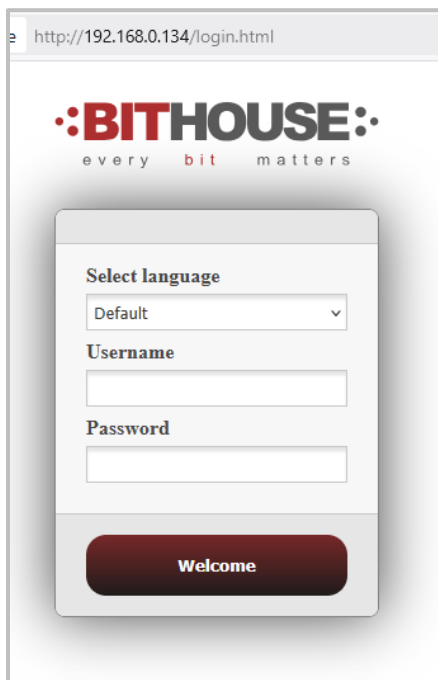 http://192.168.0.134/login.html
BITHOUSE
every bit matters
Select language
Default
Username
Password
Welcome